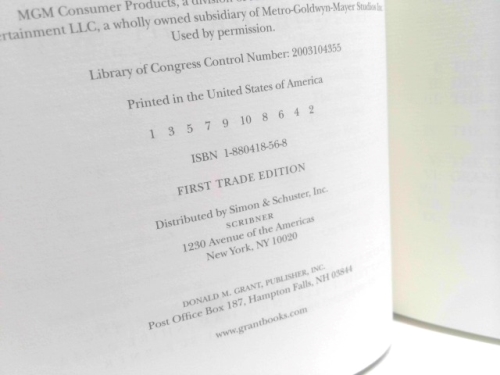 MGM Consumer Products, a division of
ertainment LLC, a wholly owned subsidiary of Metro-Goldwyn-Mayer Studios In
Used by permission.
Library of Congress Control Number: 2003104355
Printed in the United States of America
1 3 5 7 9 10 8 6 4 2
ISBN 1-880418-56-8
FIRST TRADE EDITION
Distributed by Simon & Schuster, Inc.
SCRIBNER
1230 Avenue of the Americas
New York, NY 10020
DONALD M. GRANT, PUBLISHER, INC.
Post Office Box 187, Hampton Falls, NH 03844
www.grantbooks.com